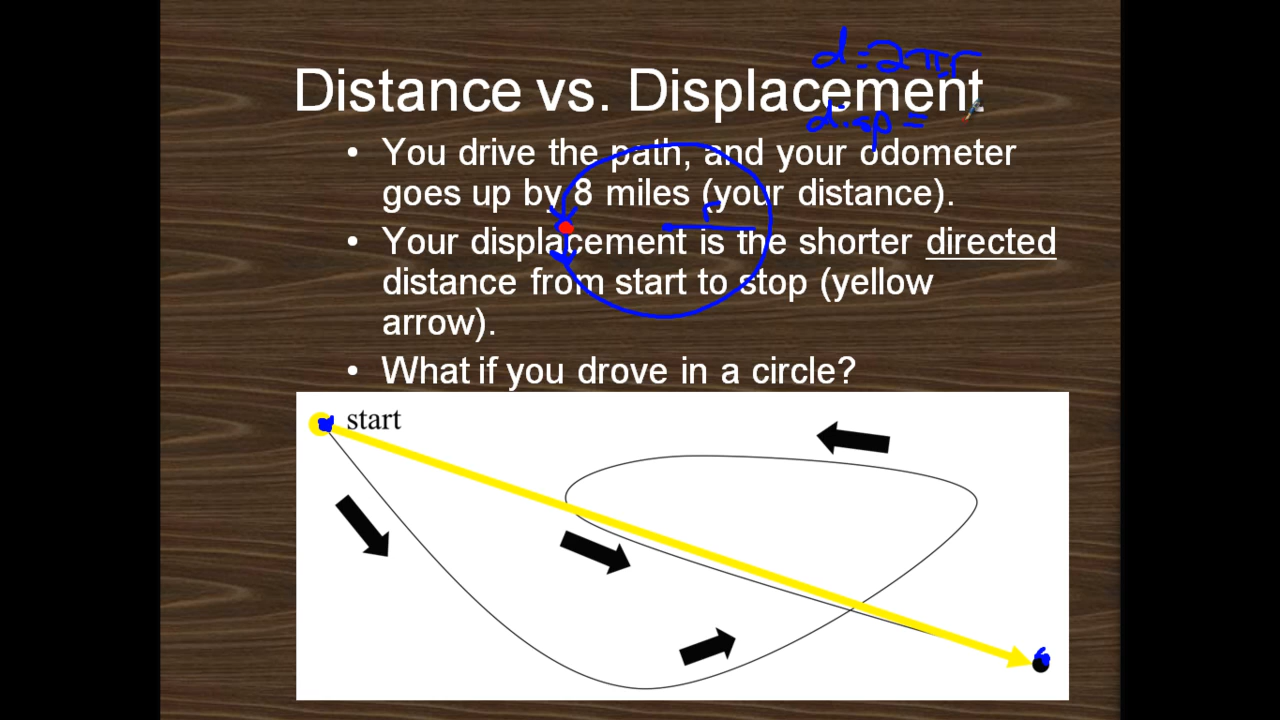 d=2πr
Distance vs. Displacement
disp =
• You drive the path, and your odometer
goes up by 8 miles (your distance).
r
• Your displacement is the shorter directed
distance from start to stop (yellow
arrow).
• What if you drove in a circle?
start